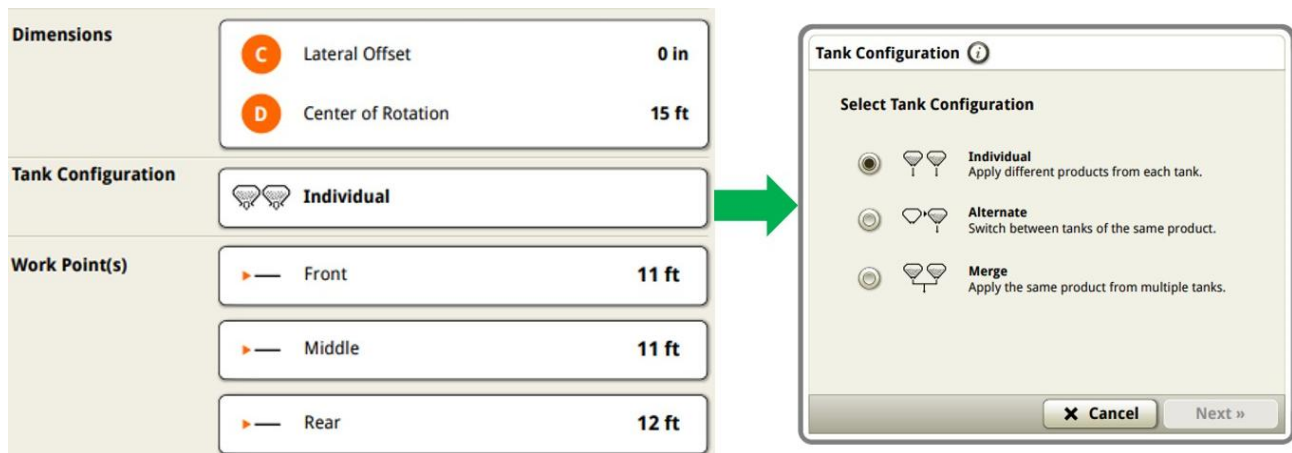 Dimensions
C Lateral Offset 0 in
D Center of Rotation 15 ft
Tank Configuration
Individual
Work Point(s)
Front 11 ft
Middle 11 ft
Rear 12 ft
Tank Configuration i
Select Tank Configuration
Individual
Apply different products from each tank.
Alternate
Switch between tanks of the same product.
Merge
Apply the same product from multiple tanks.
Cancel Next »